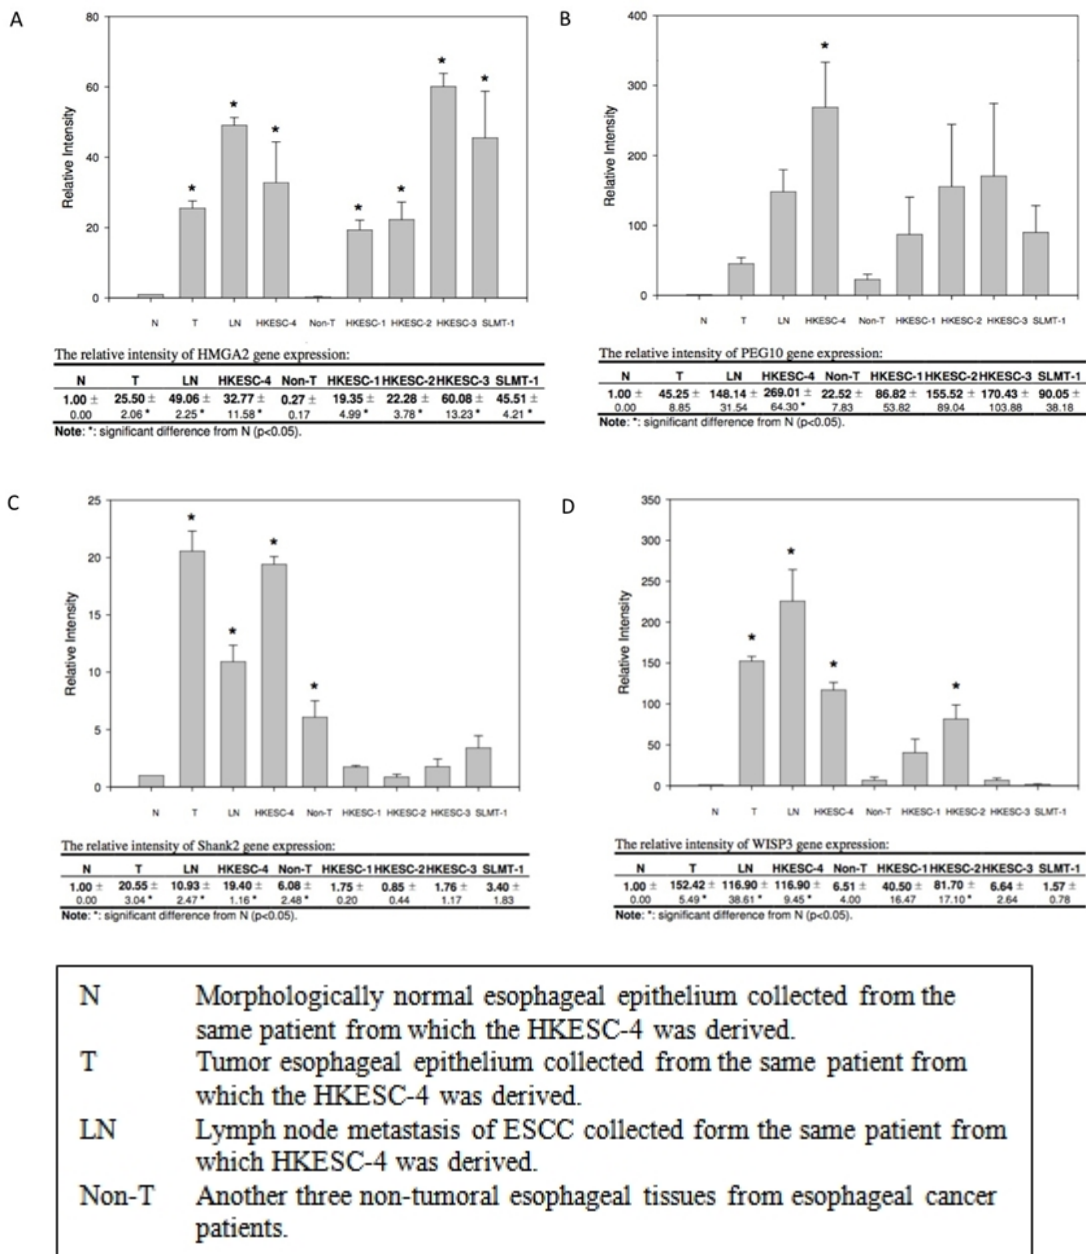 A
80
60
40
20
0
Relative Intensity
*
*
*
*
*
*
*
N T LN HKESC-4 Non-T HKESC-1 HKESC-2 HKESC-3 SLMT-1
The relative intensity of HMGA2 gene expression:
N T LN HKESC-4 Non-T HKESC-1 HKESC-2 HKESC-3 SLMT-1
1.00 ± 25.50 ± 49.06 ± 32.77 ± 0.27 ± 19.35 ± 22.28 ± 60.08 ± 45.51 ±
0.00 2.06 * 2.25 * 11.58 * 0.17 4.99 * 3.78 * 13.23 * 4.21 *
Note: *: significant difference from N (p<0.05).
B
400
300
200
100
0
Relative Intensity
*
N T LN HKESC-4 Non-T HKESC-1 HKESC-2 HKESC-3 SLMT-1
The relative intensity of PEG10 gene expression:
N T LN HKESC-4 Non-T HKESC-1 HKESC-2 HKESC-3 SLMT-1
1.00 ± 45.25 ± 148.14 ± 269.01 ± 22.52 ± 86.82 ± 155.52 ± 170.43 ± 90.05 ±
0.00 8.85 31.54 64.30 * 7.83 53.82 89.04 103.88 38.18
Note: *: significant difference from N (p<0.05).
C
25
20
15
10
5
0
Relative Intensity
*
*
*
*
N T LN HKESC-4 Non-T HKESC-1 HKESC-2 HKESC-3 SLMT-1
The relative intensity of Shank2 gene expression:
N T LN HKESC-4 Non-T HKESC-1 HKESC-2 HKESC-3 SLMT-1
1.00 ± 20.55 ± 10.93 ± 19.40 ± 6.08 ± 1.75 ± 0.85 ± 1.76 ± 3.40 ±
0.00 3.04 * 2.47 * 1.16 * 2.48 * 0.20 0.44 1.17 1.83
Note: *: significant difference from N (p<0.05).
D
350
300
250
200
150
100
50
0
Relative Intensity
*
*
*
*
N T LN HKESC-4 Non-T HKESC-1 HKESC-2 HKESC-3 SLMT-1
The relative intensity of WISP3 gene expression:
N T LN HKESC-4 Non-T HKESC-1 HKESC-2 HKESC-3 SLMT-1
1.00 ± 152.42 ± 116.90 ± 116.90 ± 6.51 ± 40.50 ± 81.70 ± 6.64 ± 1.57 ±
0.00 5.49 * 38.61 * 9.45 * 4.00 16.47 17.10 * 2.64 0.78
Note: *: significant difference from N (p<0.05).
N Morphologically normal esophageal epithelium collected from the
same patient from which the HKESC-4 was derived.
T Tumor esophageal epithelium collected from the same patient from
which the HKESC-4 was derived.
LN Lymph node metastasis of ESCC collected form the same patient from
which HKESC-4 was derived.
Non-T Another three non-tumoral esophageal tissues from esophageal cancer
patients.